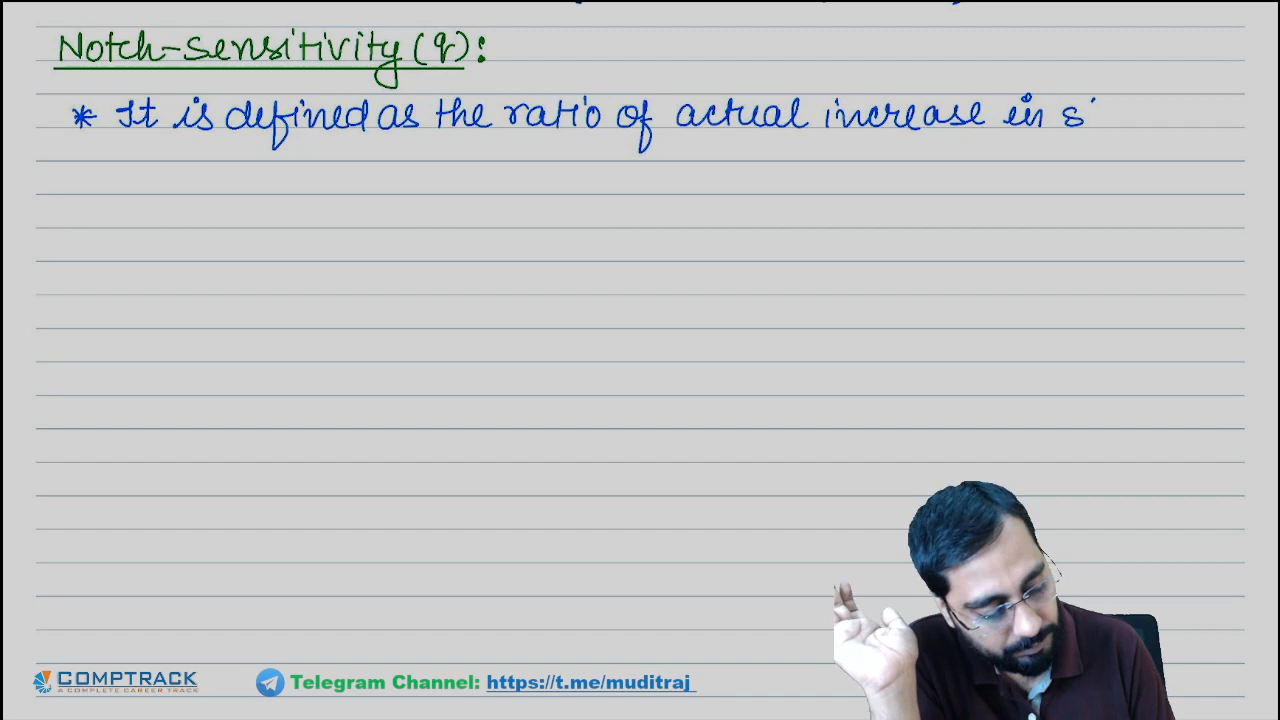 Notch-sensitivity (q):
* It is defined as the ratio of actual increase in s
COMPTRACK
A COMPLETE CAREER TRACK
Telegram Channel: https://t.me/muditraj